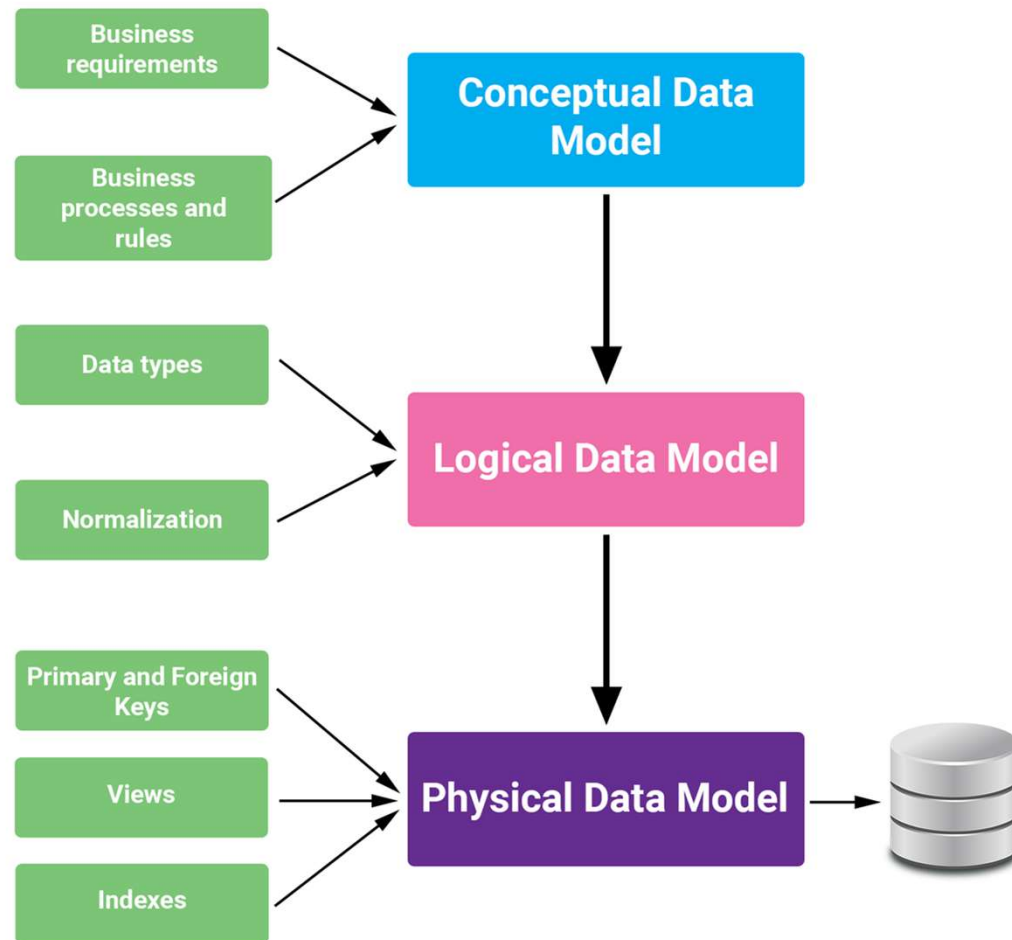 Business
requirements
Conceptual Data
Model
Business
processes and
rules
Data types
Logical Data Model
Normalization
Primary and Foreign
Keys
Views
Physical Data Model
Indexes